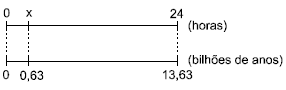 0 x 24
(horas)
(bilhões de anos)
0 0,63 13,63